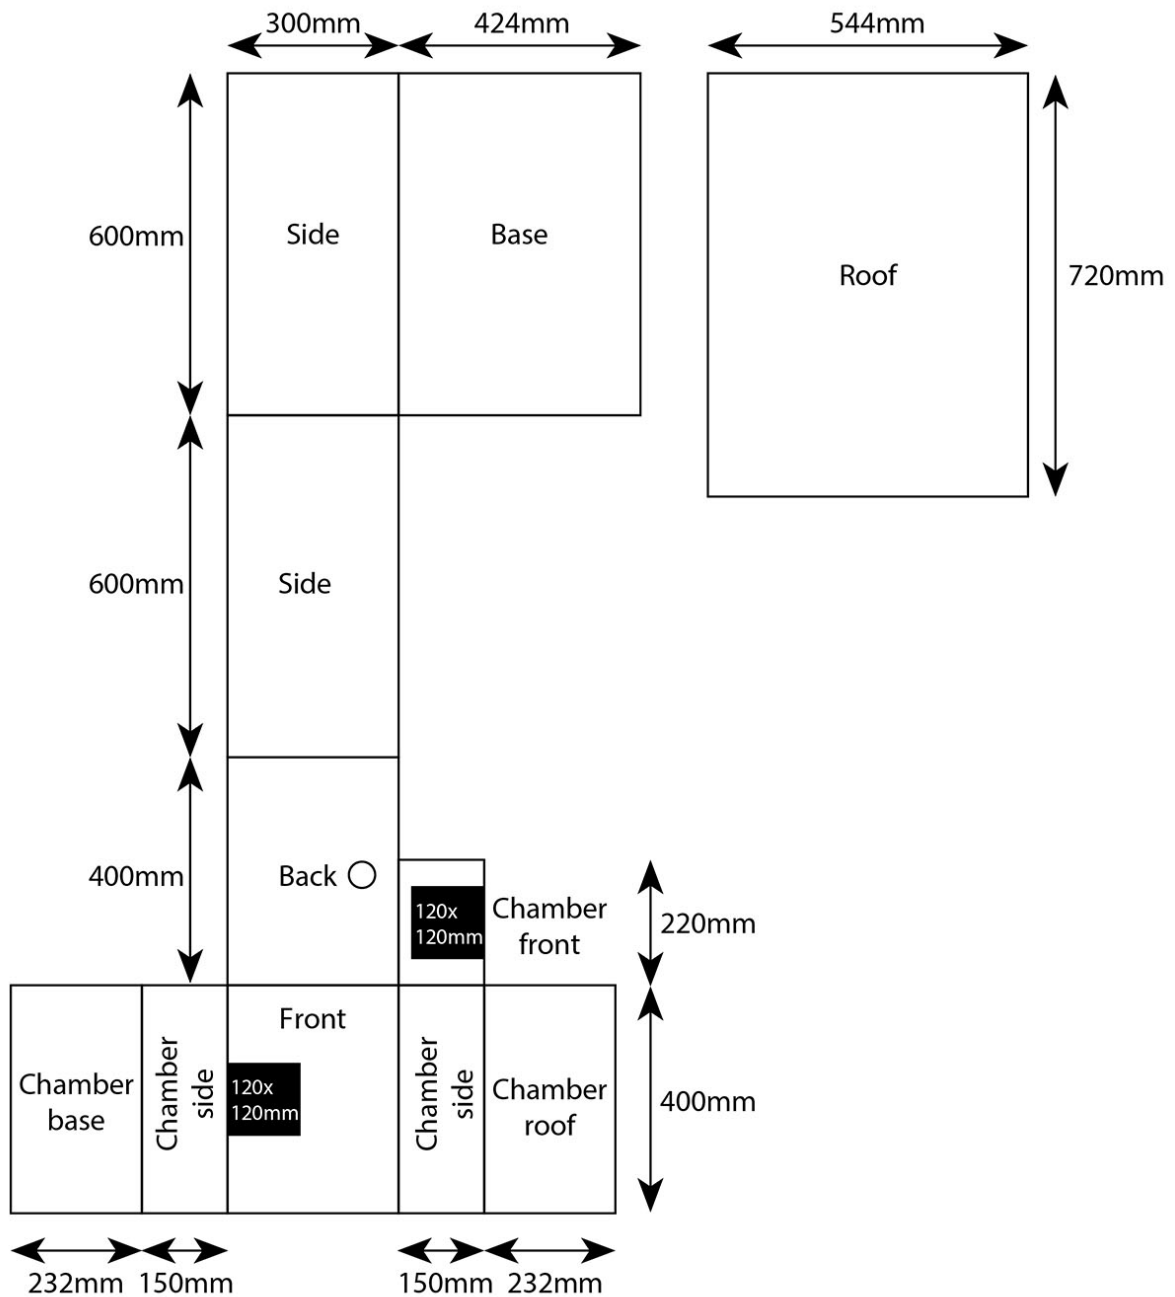 300mm
424mm
544mm
600mm
Side
Base
Roof
720mm
600mm
Side
400mm
Back
120x
120mm
Chamber
front
220mm
Front
Chamber
base
Chamber
side
120x
120mm
Chamber
side
Chamber
roof
400mm
232mm
150mm
150mm
232mm